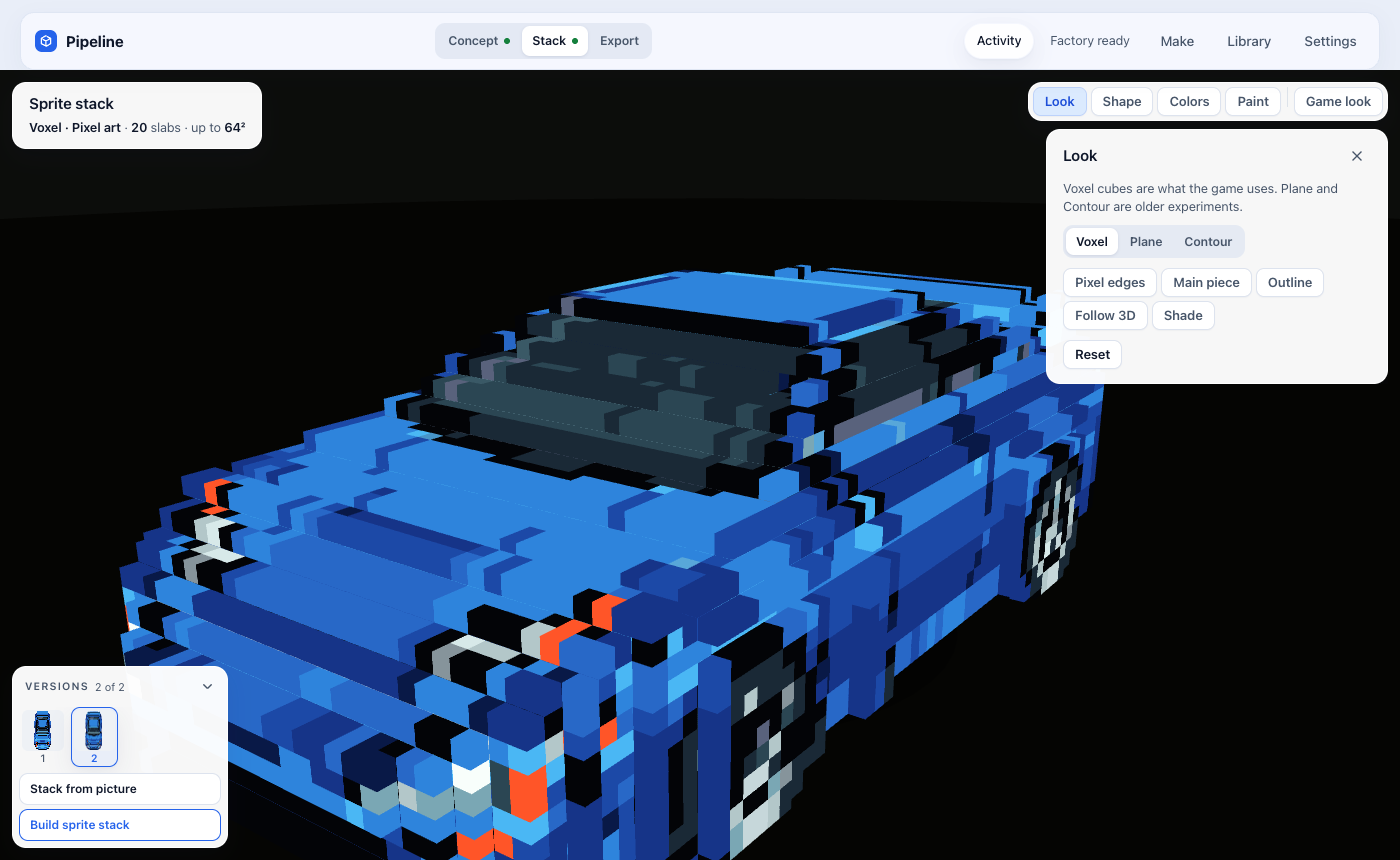 Pipeline
Concept
Stack
Export
Activity
Factory ready
Make
Library
Settings
Sprite stack
Voxel · Pixel art · 20 slabs · up to 64²
Look
Shape
Colors
Paint
Game look
Look
Voxel cubes are what the game uses. Plane and
Contour are older experiments.
Voxel
Plane
Contour
Pixel edges
Main piece
Outline
Follow 3D
Shade
Reset
VERSIONS 2 of 2
1
2
Stack from picture
Build sprite stack